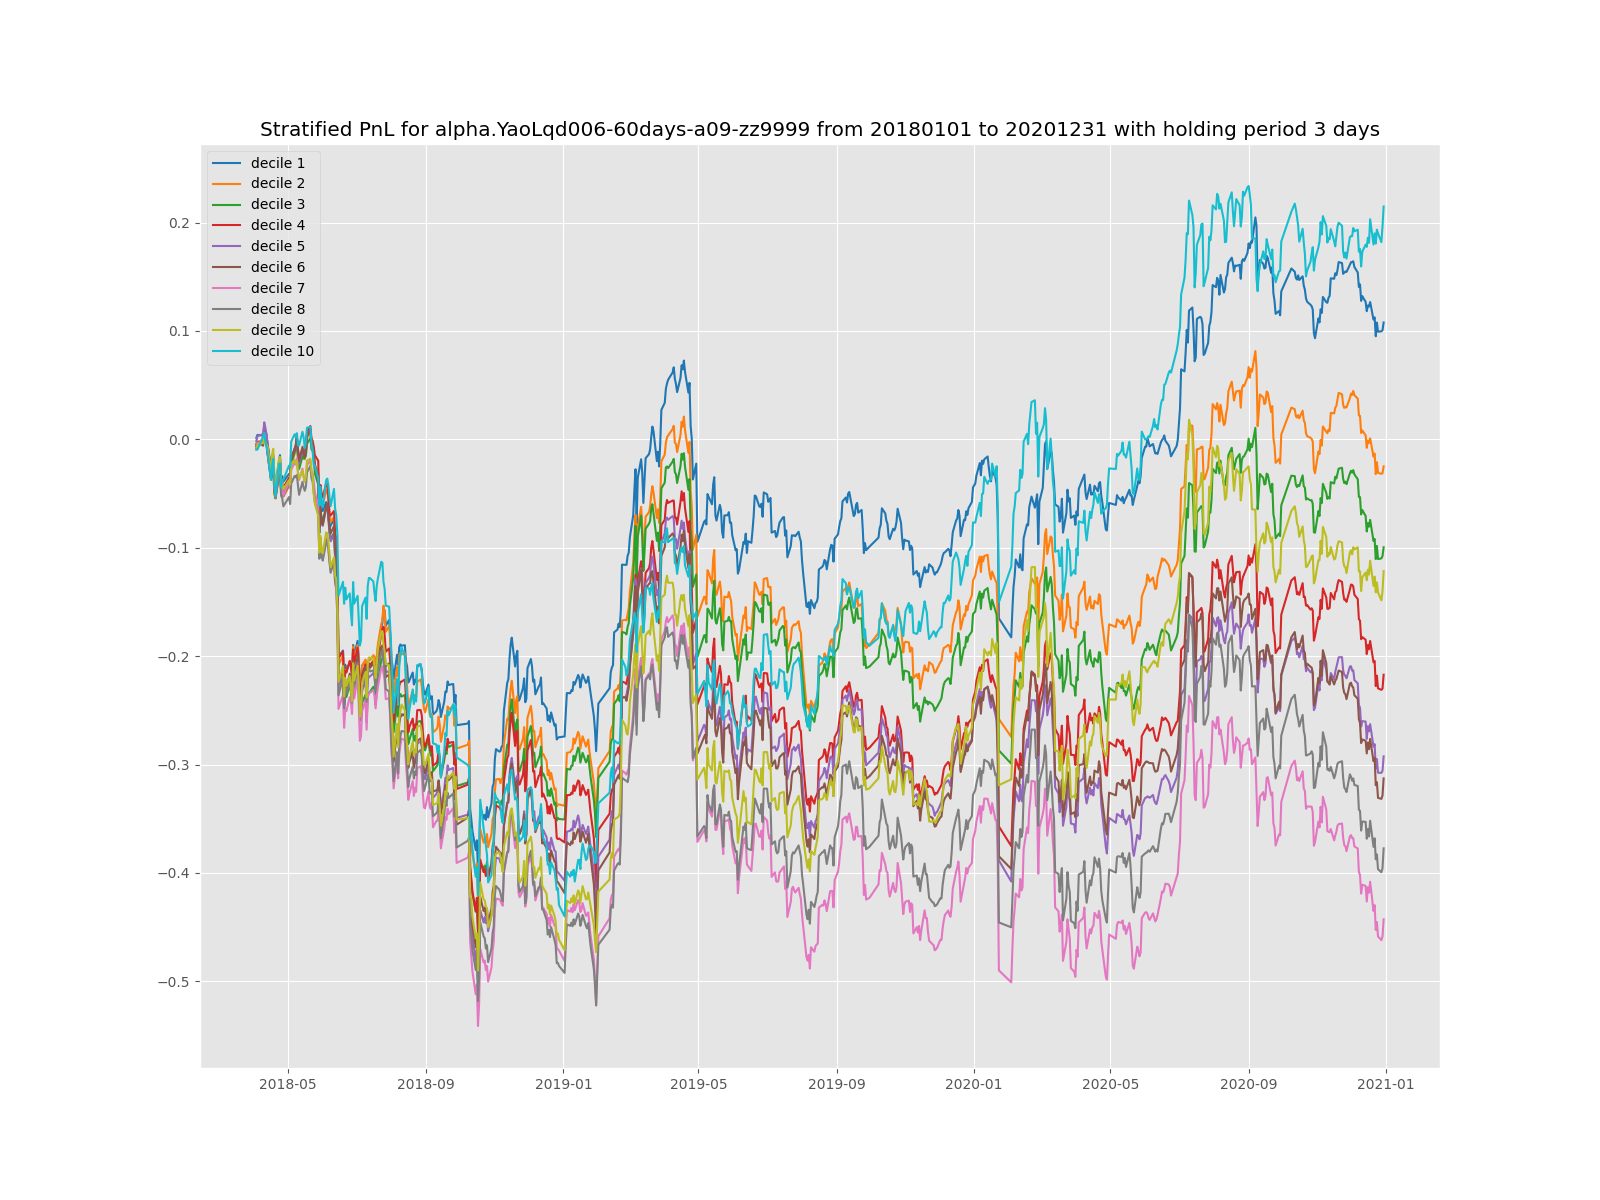 Stratified PnL for alpha.YaoLqd006-60days-a09-zz9999 from 20180101 to 20201231 with holding period 3 days
decile 1
decile 2
decile 3
decile 4
decile 5
decile 6
decile 7
decile 8
decile 9
decile 10
0.2
0.1
0.0
−0.1
−0.2
−0.3
−0.4
−0.5
2018-05 2018-09 2019-01 2019-05 2019-09 2020-01 2020-05 2020-09 2021-01